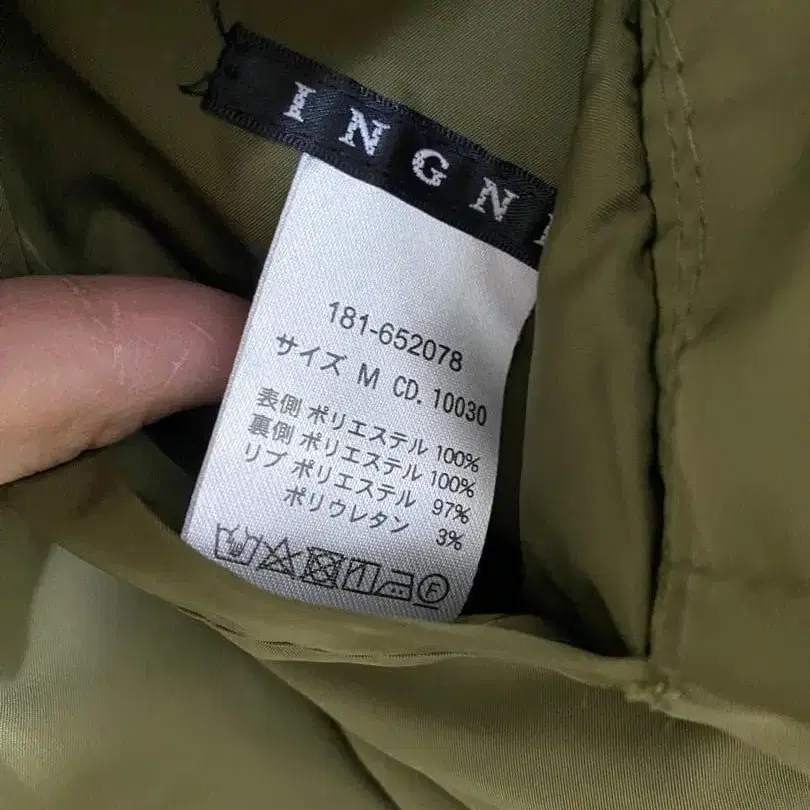 INGN
181-652078
サイズ M CD. 10030
表側 ポリエステル 100%
裏側 ポリエステル 100%
リブ ポリエステル 97%
ポリウレタン 3%
F